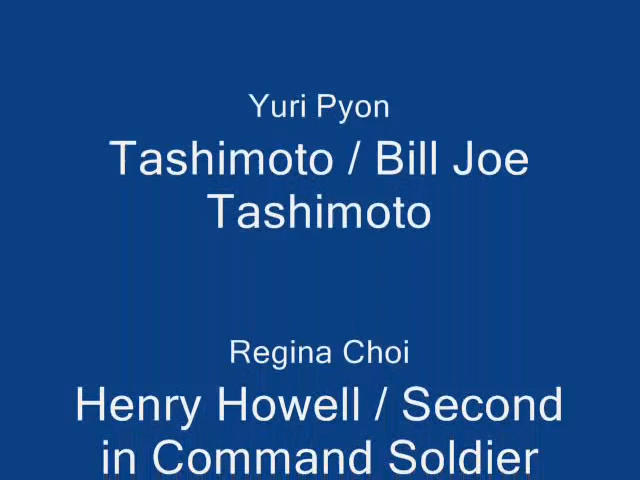 Yuri Pyon
Tashimoto / Bill Joe
Tashimoto
Regina Choi
Henry Howell / Second
in Command Soldier